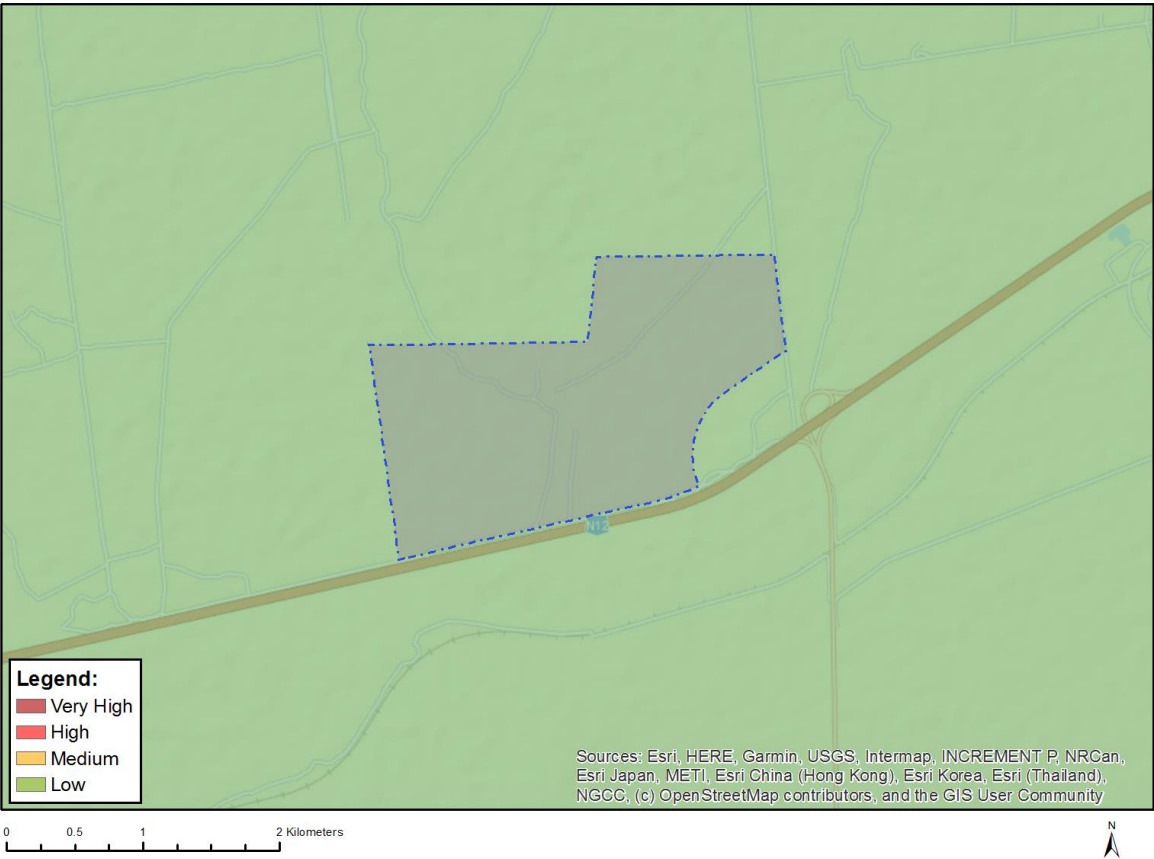 N12
Legend:
Very High
High
Medium
Low
Sources: Esri, HERE, Garmin, USGS, Intermap, INCREMENT P, NRCan,
Esri Japan, METI, Esri China (Hong Kong), Esri Korea, Esri (Thailand),
NGCC, (c) OpenStreetMap contributors, and the GIS User Community
0 0.5 1 2 Kilometers
N